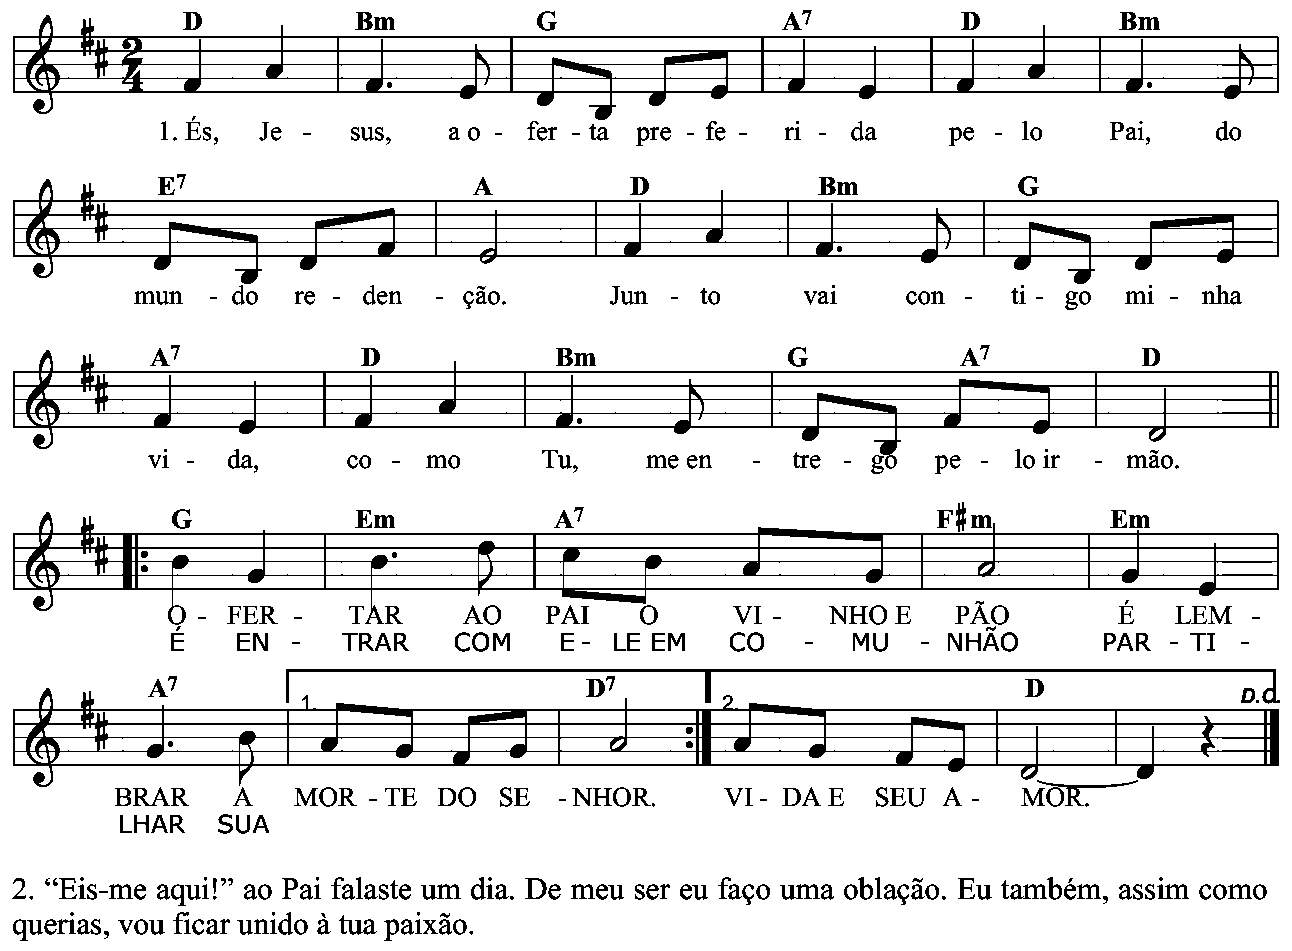 D Bm G A7 D Bm
2
4
1. És, Je - sus, a o - fer - ta pre - fe - ri - da pe - lo Pai, do
E7 A D Bm G
mun - do re - den - ção. Jun - to vai con - ti - go mi - nha
A7 D Bm G A7 D
vi - da, co - mo Tu, me en - tre - go pe - lo ir - mão.
G Em A7 F#m Em
O - FER - TAR AO PAI O VI - NHO E PÃO É LEM -
É EN - TRAR COM E - LE EM CO - MU - NHÃO PAR - TI -
A7 D7 D
1. 2. D.C.
BRAR A MOR - TE DO SE - NHOR. VI - DA E SEU A - MOR.
LHAR SUA
2. “Eis-me aqui!” ao Pai falaste um dia. De meu ser eu faço uma oblação. Eu também, assim como
querias, vou ficar unido à tua paixão.